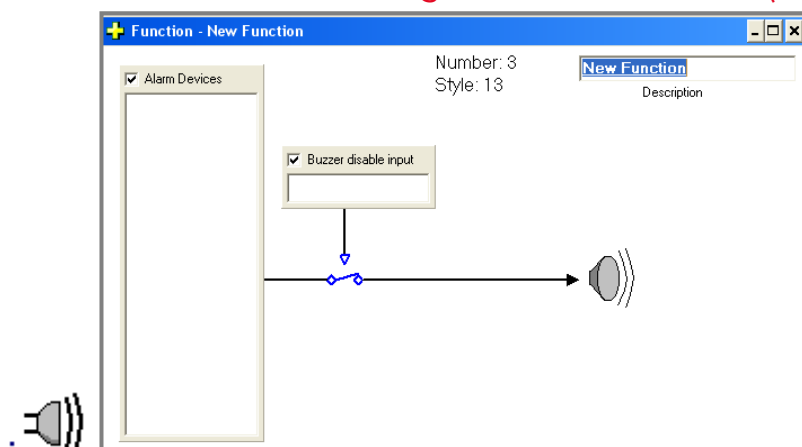 Function - New Function
Number: 3
Style: 13
New Function
Description
Alarm Devices
Buzzer disable input